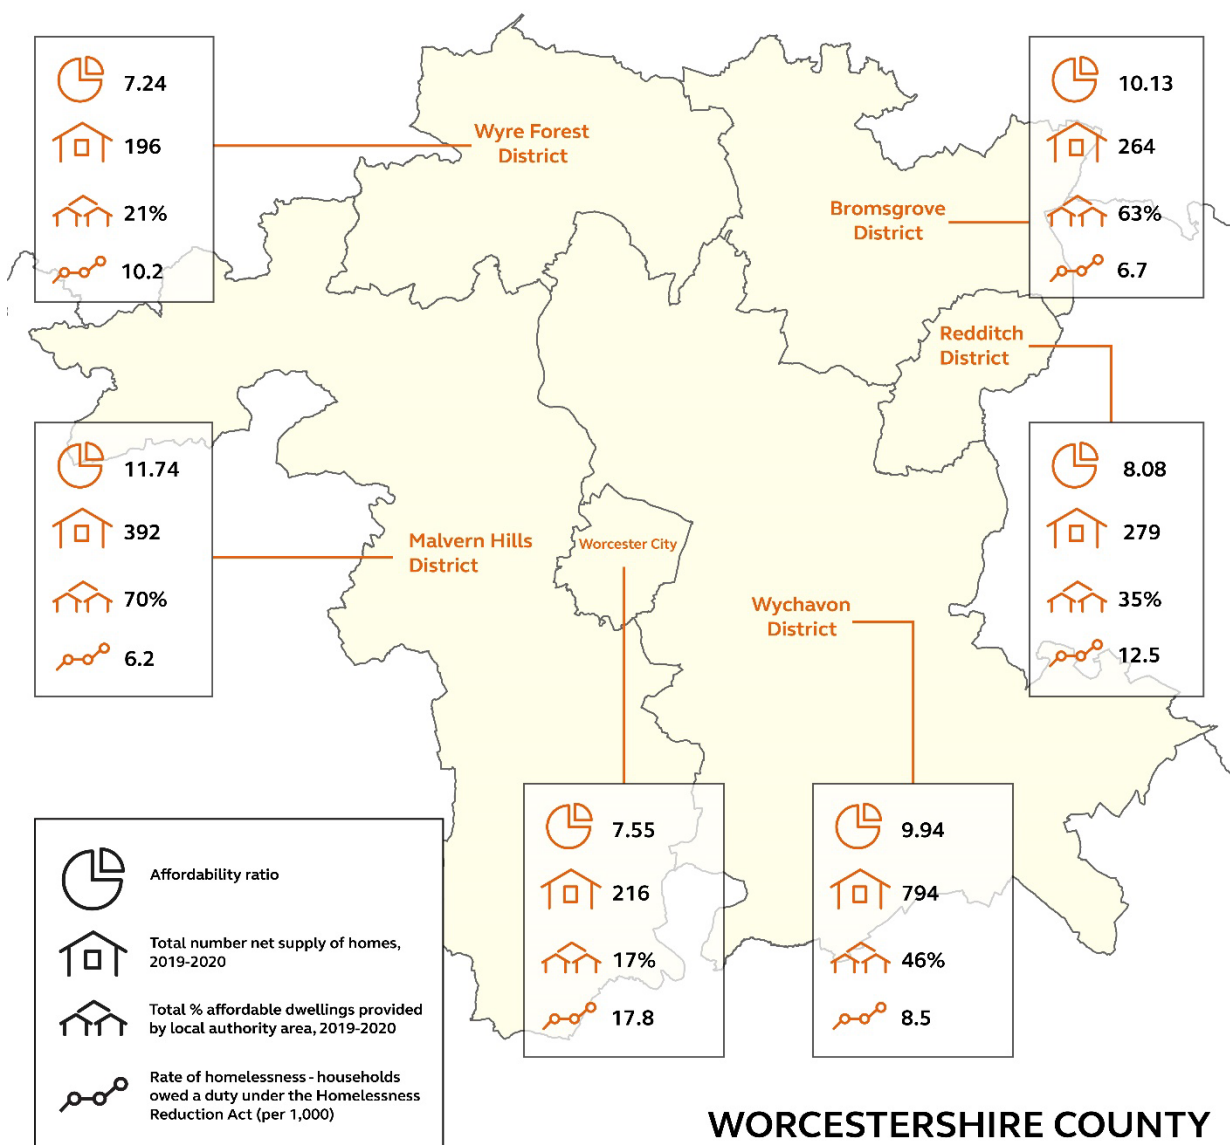 7.24
196
21%
10.2
Wyre Forest
District
10.13
264
63%
6.7
Bromsgrove
District
Redditch
District
11.74
392
70%
6.2
Malvern Hills
District
Worcester City
Wychavon
District
8.08
279
35%
12.5
7.55
216
17%
17.8
9.94
794
46%
8.5
Affordability ratio
Total number net supply of homes,
2019-2020
Total % affordable dwellings provided
by local authority area, 2019-2020
Rate of homelessness - households
owed a duty under the Homelessness
Reduction Act (per 1,000)
WORCESTERSHIRE COUNTY